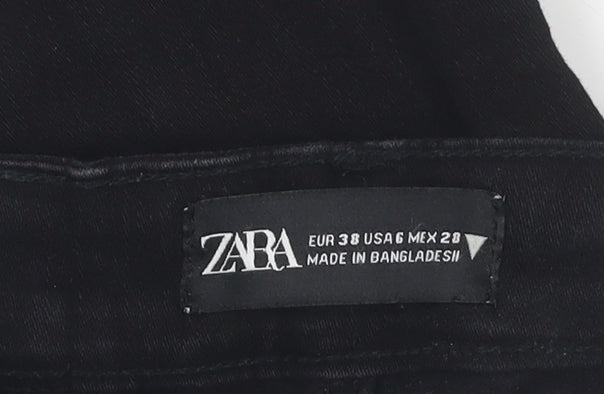 ZARA
EUR 38 USA 6 MEX 28
MADE IN BANGLADESH